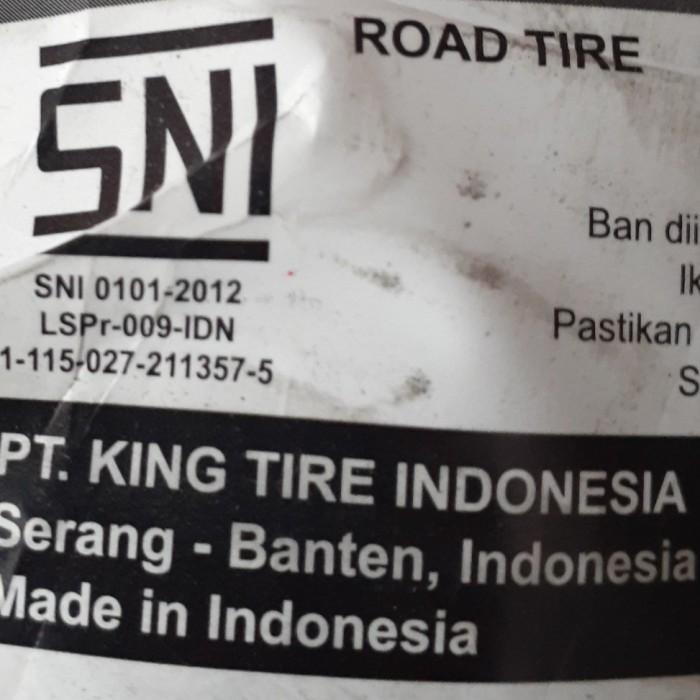 SNI
ROAD TIRE
SNI 0101-2012
LSPr-009-IDN
1-115-027-211357-5
Ban dii
Ik
Pastikan
S
PT. KING TIRE INDONESIA
Serang - Banten, Indonesia
Made in Indonesia